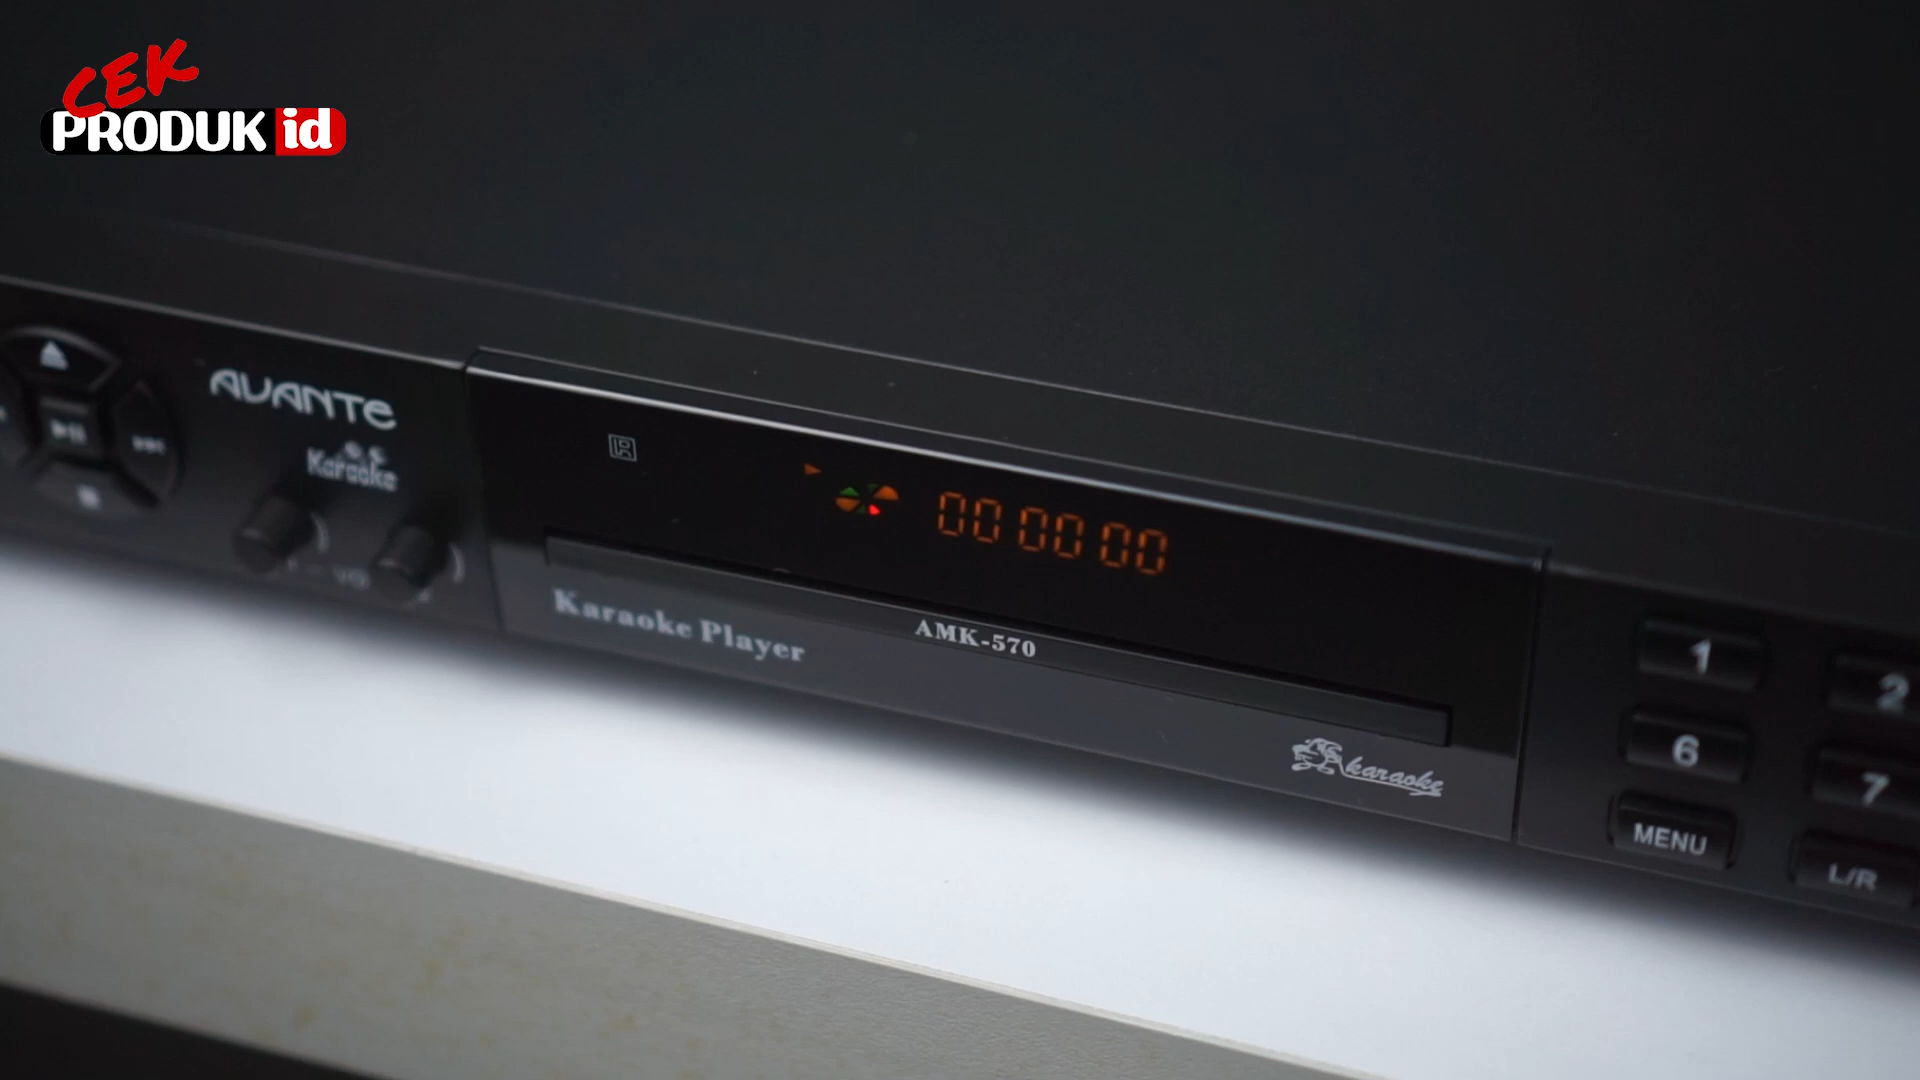 CEK
PRODUK id
AVANTE
Karaoke
00 00 00
Karaoke Player
AMK-570
karaoke
1
2
6
7
MENU
L/R